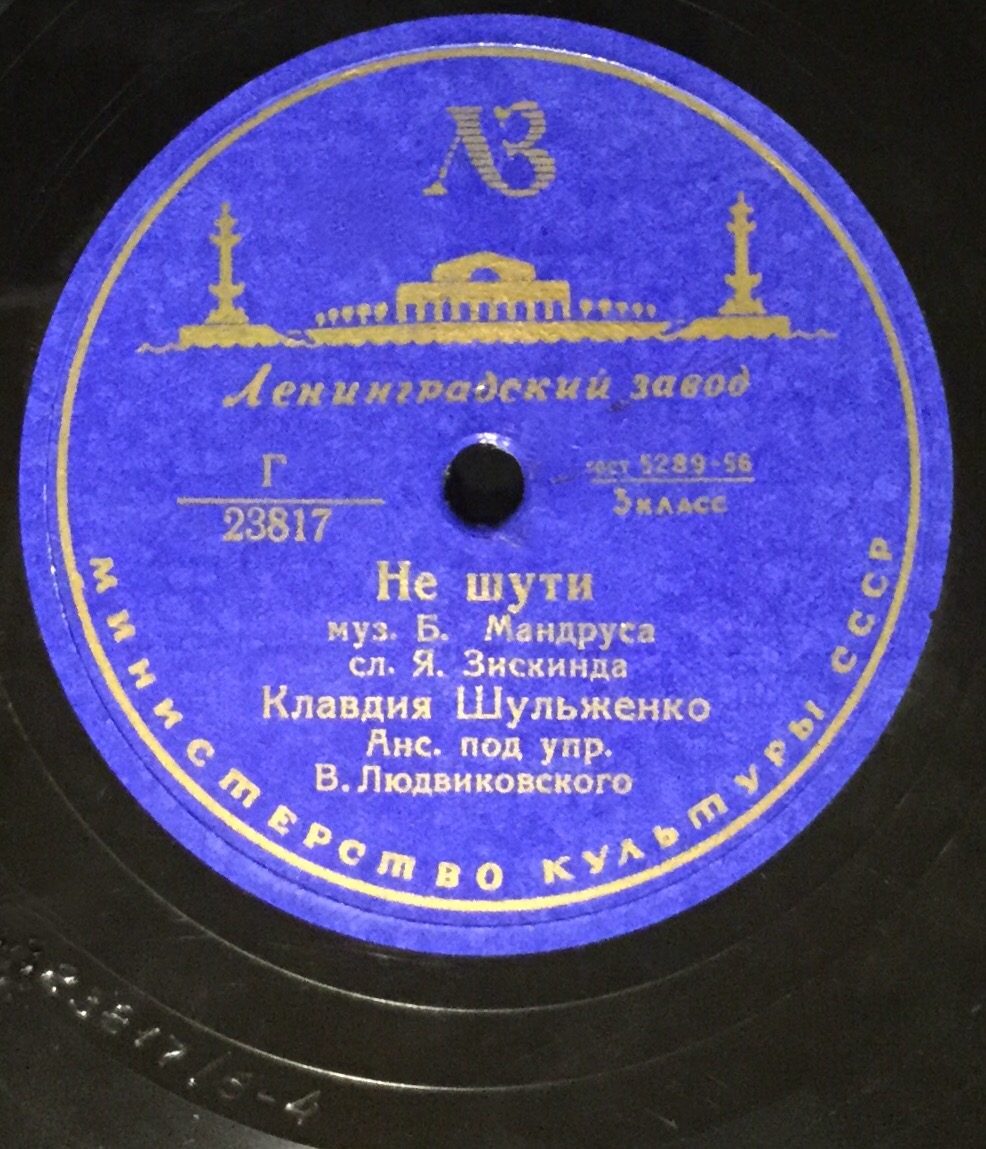 ЛЗ
Ленинградский завод
Г
23817
ГОСТ 5289-56
3 КЛАСС
Не шути
муз. Б. Мандруса
сл. Я. Зискинда
Клавдия Шульженко
Анс. под упр.
В. Людвиковского
МИНИСТЕРСТВО КУЛЬТУРЫ СССР